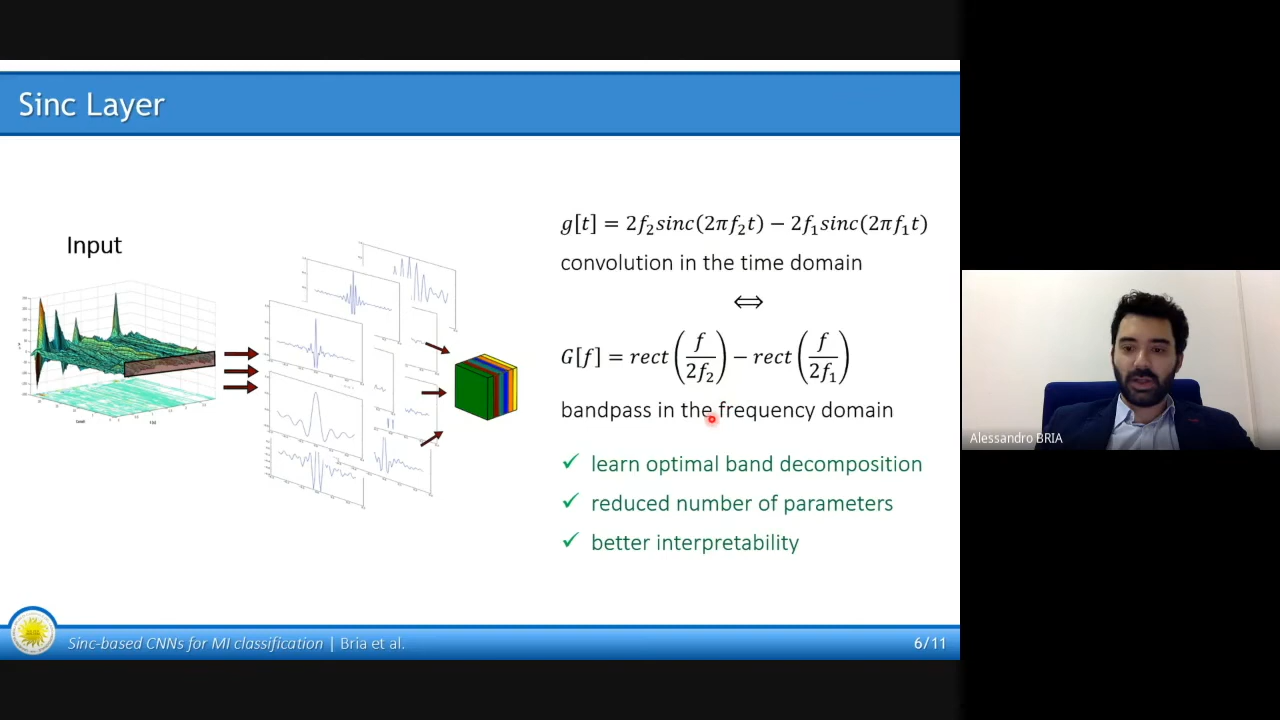 Sinc Layer
Input
g[t] = 2f₂sinc(2πf₂t) − 2f₁sinc(2πf₁t)
convolution in the time domain
⟺
G[f] = rect(f/2f₂) − rect(f/2f₁)
bandpass in the frequency domain
✓ learn optimal band decomposition
✓ reduced number of parameters
✓ better interpretability
Sinc-based CNNs for MI classification | Bria et al.
6/11
Alessandro BRIA